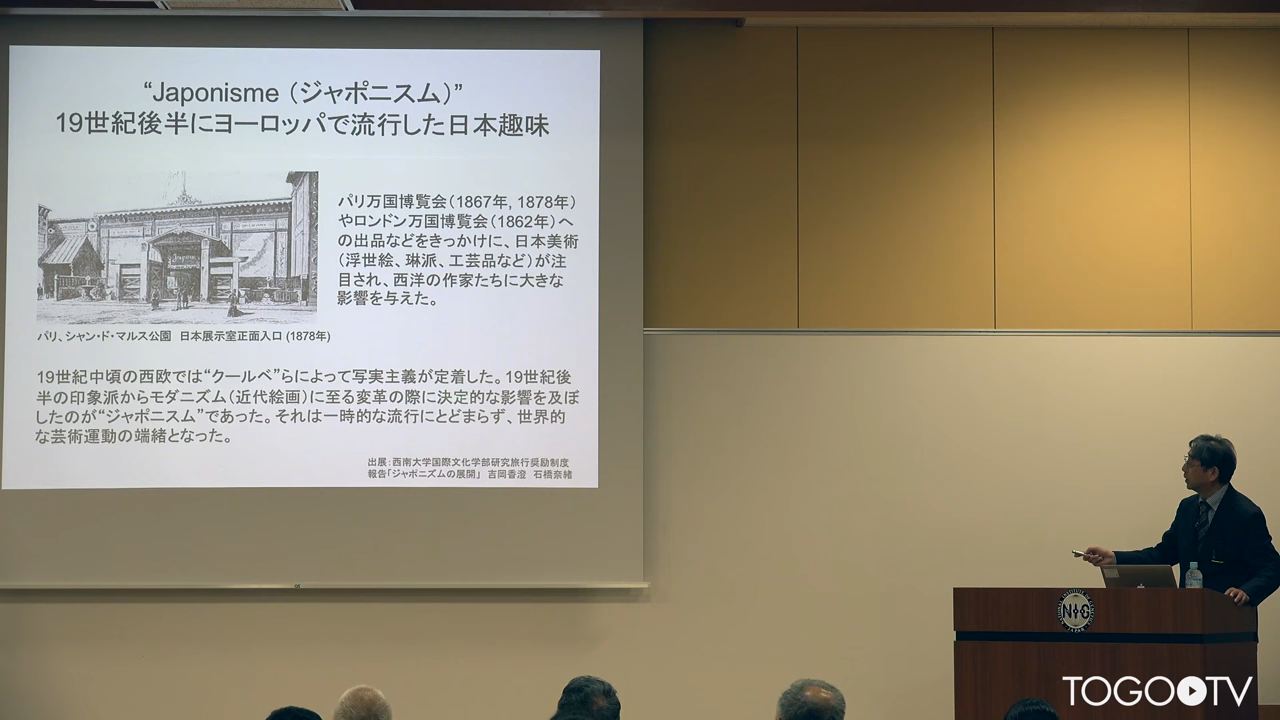 “Japonisme（ジャポニスム）”
19世紀後半にヨーロッパで流行した日本趣味
パリ万国博覧会（1867年, 1878年）
やロンドン万国博覧会（1862年）へ
の出品などをきっかけに、日本美術
（浮世絵、琳派、工芸品など）が注
目され、西洋の作家たちに大きな
影響を与えた。
パリ、シャン・ド・マルス公園　日本展示室正面入口 (1878年)
19世紀中頃の西欧では“クールベ”らによって写実主義が定着した。19世紀後
半の印象派からモダニズム（近代絵画）に至る変革の際に決定的な影響を及ぼ
したのが“ジャポニスム”であった。それは一時的な流行にとどまらず、世界的
な芸術運動の端緒となった。
出展：西南大学国際文化学部研究旅行奨励制度
報告「ジャポニズムの展開」　吉岡香澄　石橋奈緒
NIG
JAPAN
TOGOTV